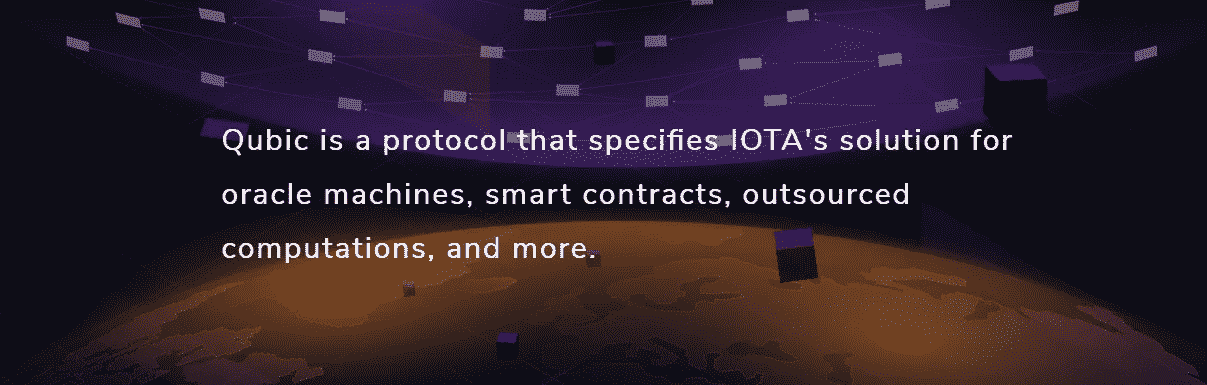 Qubic is a protocol that specifies IOTA's solution for
oracle machines, smart contracts, outsourced
computations, and more.